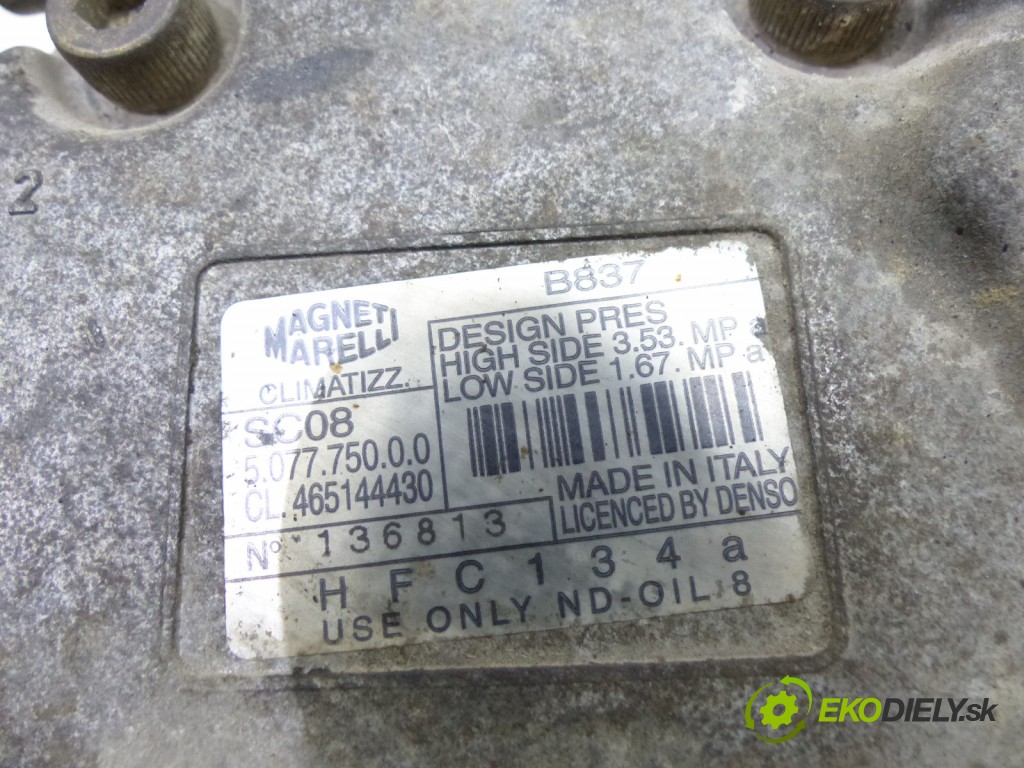 2
B837
MAGNETI
MARELLI
CLIMATIZZ.
DESIGN PRES
HIGH SIDE 3.53. MP a
LOW SIDE 1.67. MP a
SC08
5.077.750.0.0
CL. 465144430
MADE IN ITALY
LICENCED BY DENSO
N° 136813
HFC134a
USE ONLY ND-OIL 8
EKODIELY.sk